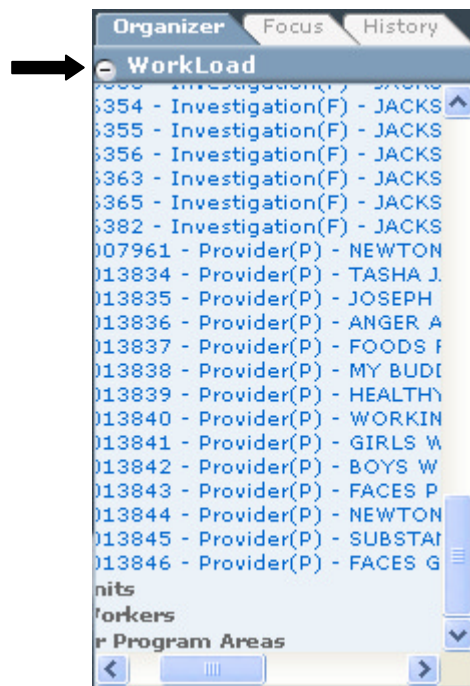 Organizer Focus History
WorkLoad
6354 - Investigation(F) - JACKS
6355 - Investigation(F) - JACKS
6356 - Investigation(F) - JACKS
6363 - Investigation(F) - JACKS
6365 - Investigation(F) - JACKS
6382 - Investigation(F) - JACKS
007961 - Provider(P) - NEWTON
013834 - Provider(P) - TASHA J.
013835 - Provider(P) - JOSEPH
013836 - Provider(P) - ANGER A
013837 - Provider(P) - FOODS F
013838 - Provider(P) - MY BUDD
013839 - Provider(P) - HEALTHY
013840 - Provider(P) - WORKIN
013841 - Provider(P) - GIRLS W
013842 - Provider(P) - BOYS W
013843 - Provider(P) - FACES P
013844 - Provider(P) - NEWTON
013845 - Provider(P) - SUBSTAN
013846 - Provider(P) - FACES G
nits
orkers
r Program Areas